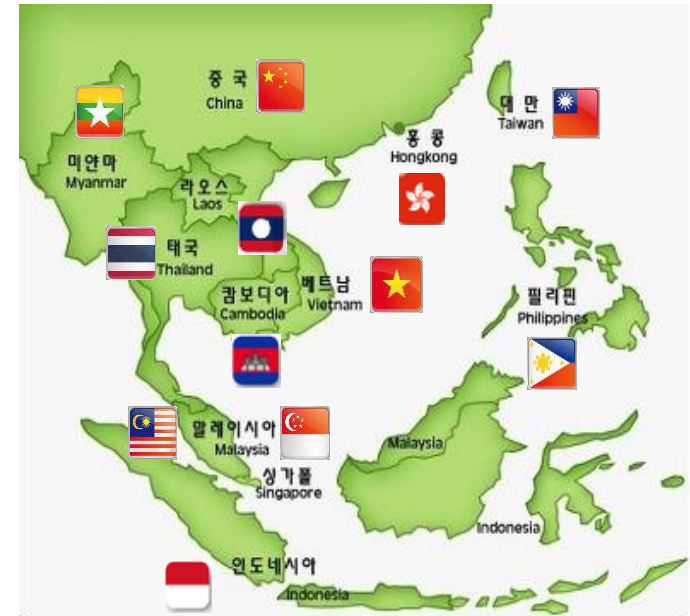 중 국
China
대 만
Taiwan
홍 콩
Hongkong
미얀마
Myanmar
라오스
Laos
태국
Thailand
캄보디아
Cambodia
베트남
Vietnam
필리핀
Philippines
말레이시아
Malaysia
Malaysia
싱가폴
Singapore
Indonesia
인도네시아
Indonesia